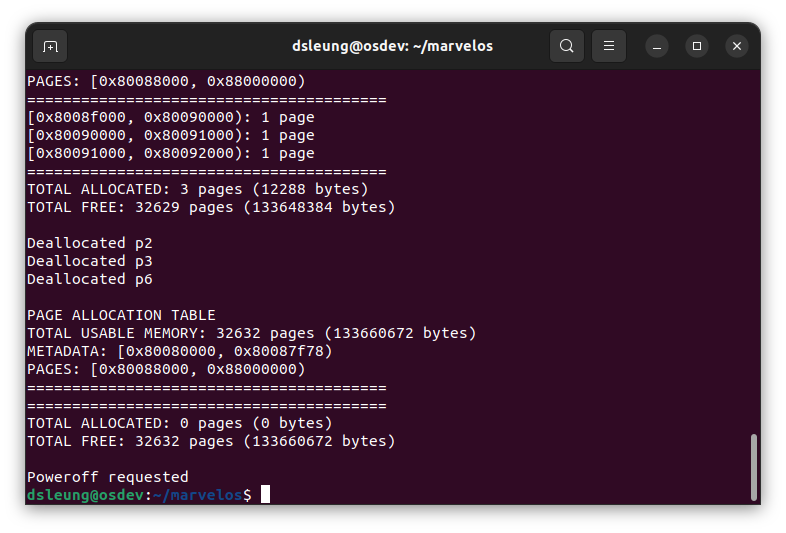 dsleung@osdev: ~/marvelos
PAGES: [0x80088000, 0x88000000)
========================================
[0x8008f000, 0x80090000): 1 page
[0x80090000, 0x80091000): 1 page
[0x80091000, 0x80092000): 1 page
========================================
TOTAL ALLOCATED: 3 pages (12288 bytes)
TOTAL FREE: 32629 pages (133648384 bytes)
Deallocated p2
Deallocated p3
Deallocated p6
PAGE ALLOCATION TABLE
TOTAL USABLE MEMORY: 32632 pages (133660672 bytes)
METADATA: [0x80080000, 0x80087f78)
PAGES: [0x80088000, 0x88000000)
========================================
========================================
TOTAL ALLOCATED: 0 pages (0 bytes)
TOTAL FREE: 32632 pages (133660672 bytes)
Poweroff requested
dsleung@osdev:~/marvelos$